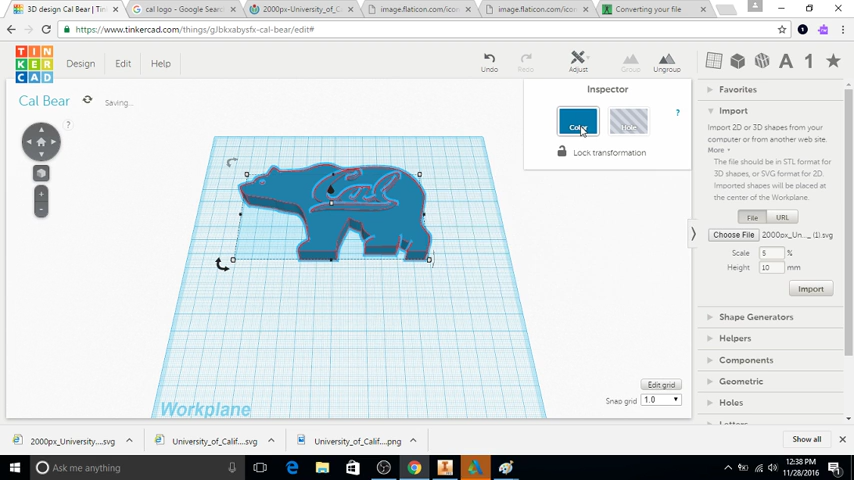 3D design Cal Bear | Tin
cal logo - Google Search
2000px-University_of_C
image.flaticon.com/icon
image.flaticon.com/icon
Converting your file
https://www.tinkercad.com/things/gJbkxabysfx-cal-bear/edit#
TIN
KER
CAD
Design
Edit
Help
Undo
Redo
Adjust
Group
Ungroup
Cal Bear
Saving...
?
Inspector
Color
Hole
?
Lock transformation
Favorites
Import
Import 2D or 3D shapes from your
computer or from another web site.
More
The file should be in STL format for
3D shapes, or SVG format for 2D.
Imported shapes will be placed at
the center of the Workplane.
File
URL
Choose File
2000px_Un..._ (1).svg
Scale
5
%
Height
10
mm
Import
Shape Generators
Helpers
Components
Geometric
Holes
Cal
Workplane
Edit grid
Snap grid
1.0
2000px_University....svg
University_of_Calif....svg
University_of_Calif....png
Show all
Ask me anything
12:38 PM
11/28/2016